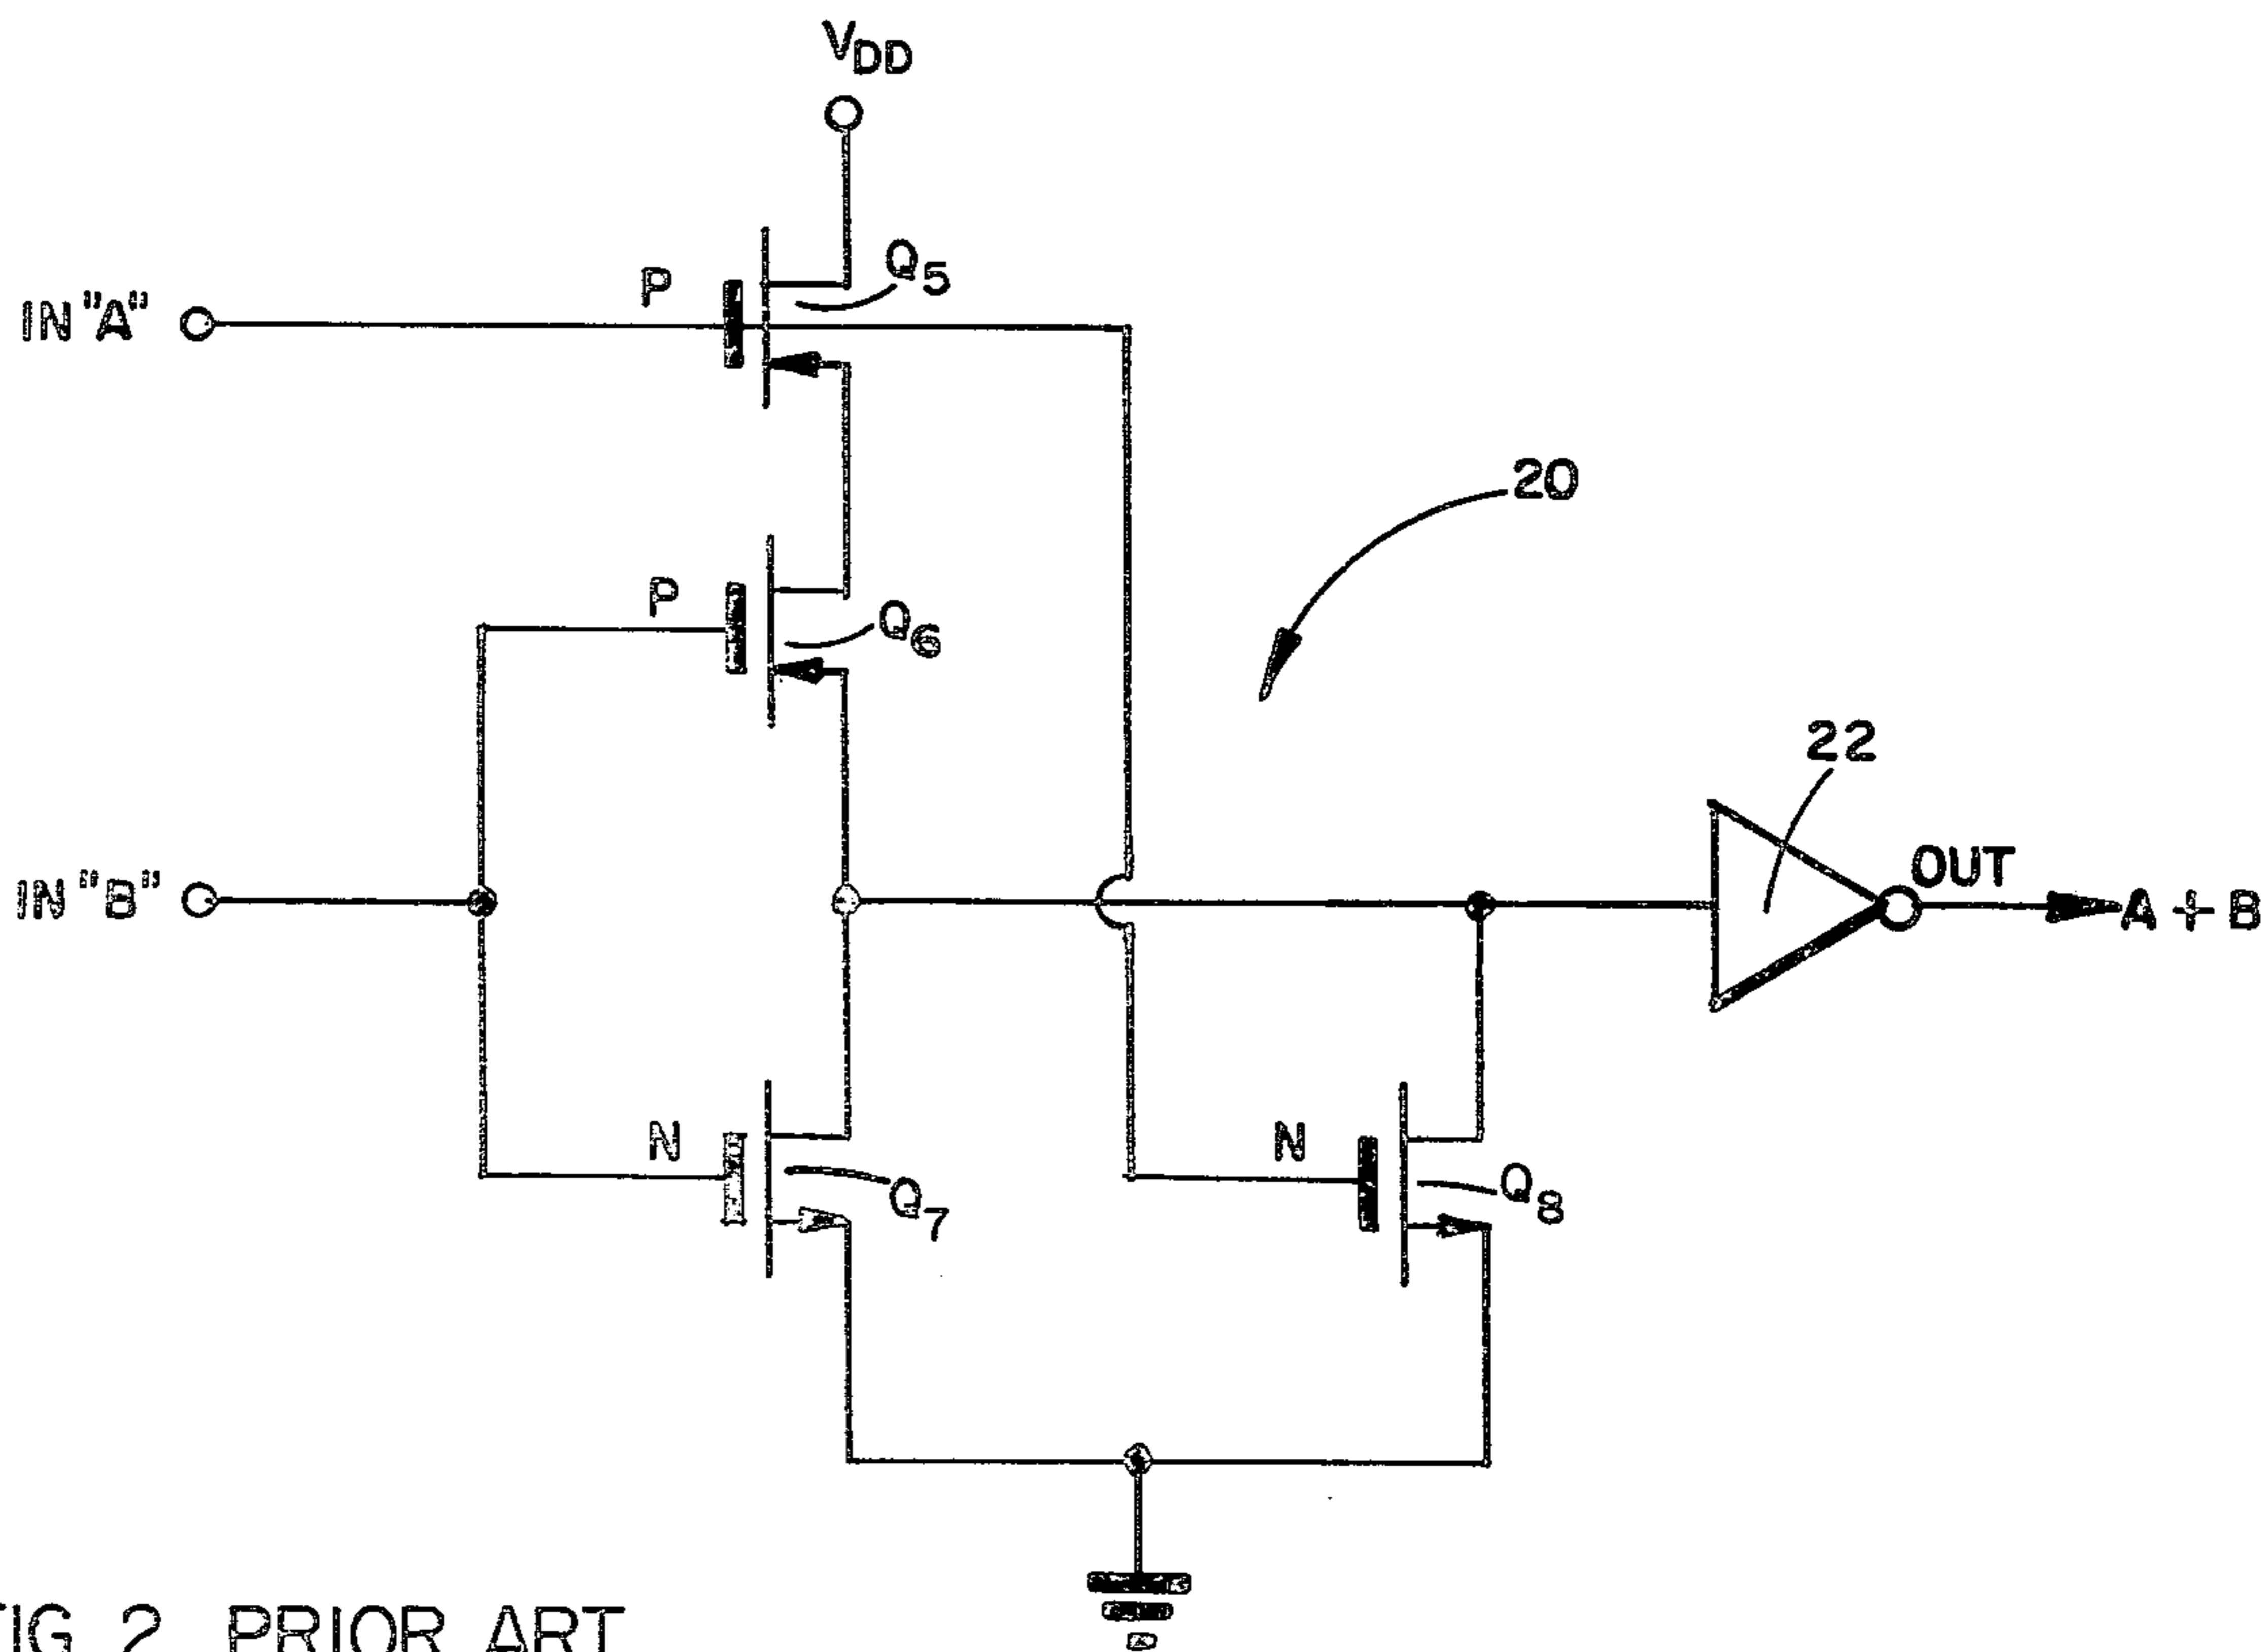 VDD
Q5
P
IN "A"
20
P
Q6
22
OUT
IN "B"
A + B
N
Q7
N
Q8
FIG. 2 PRIOR ART